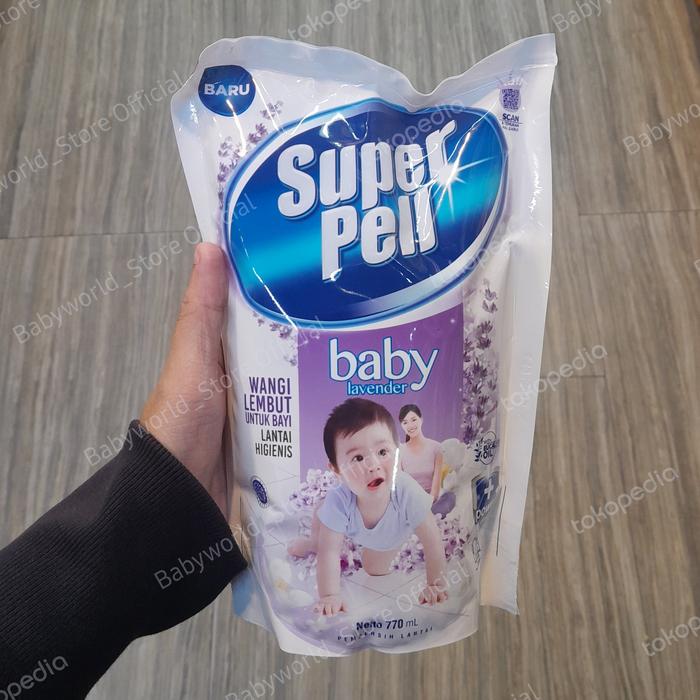 BARU
SCAN
Super
Pell
baby
lavender
WANGI
LEMBUT
UNTUK BAYI
LANTAI
HIGIENIS
OIL
Netto 770 mL
PEMBERSIH LANTAI
Babyworld_Store Official
tokopedia